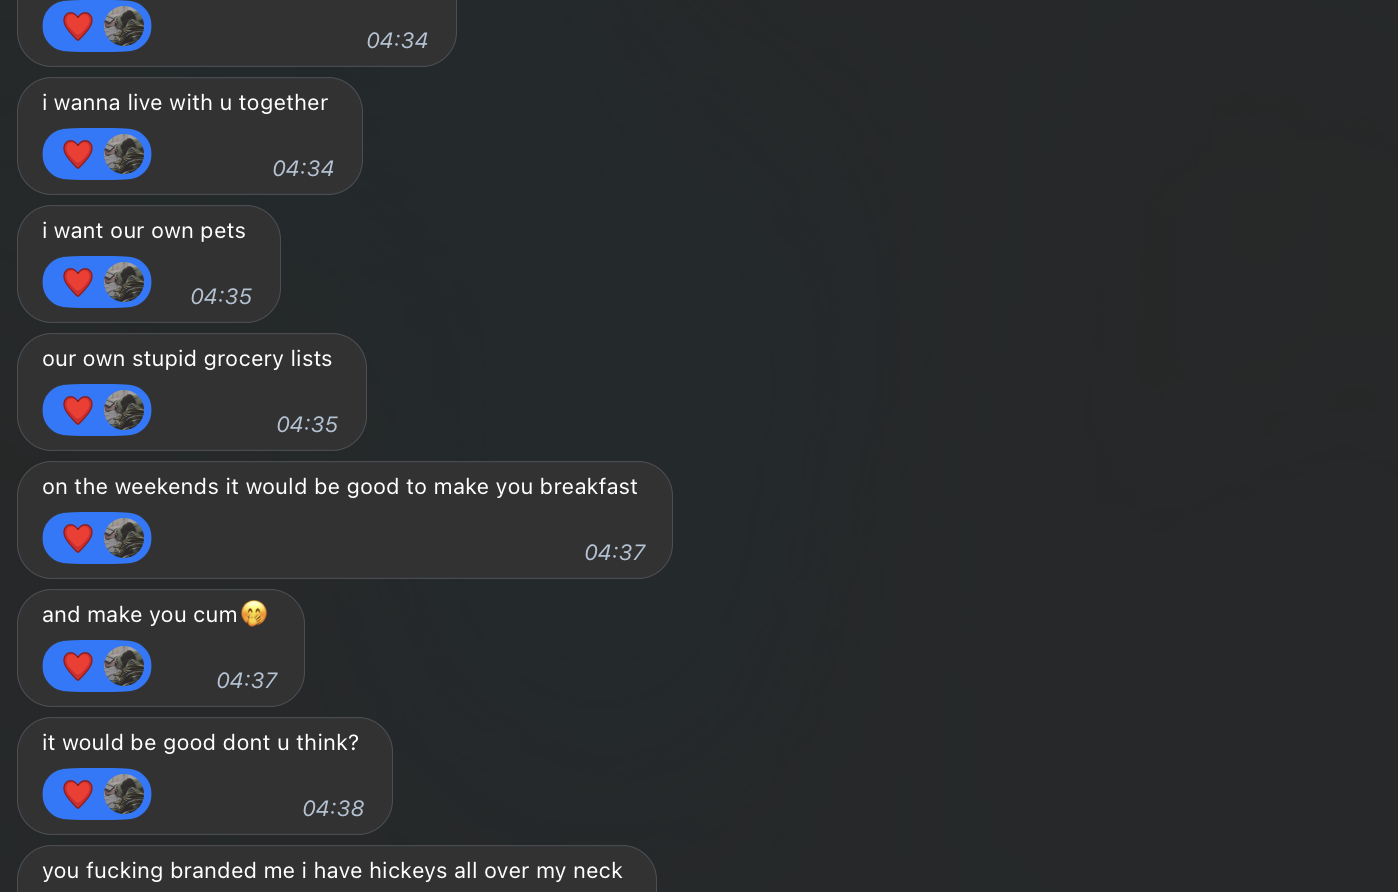 04:34
i wanna live with u together
04:34
i want our own pets
04:35
our own stupid grocery lists
04:35
on the weekends it would be good to make you breakfast
04:37
and make you cum🤭
04:37
it would be good dont u think?
04:38
you fucking branded me i have hickeys all over my neck